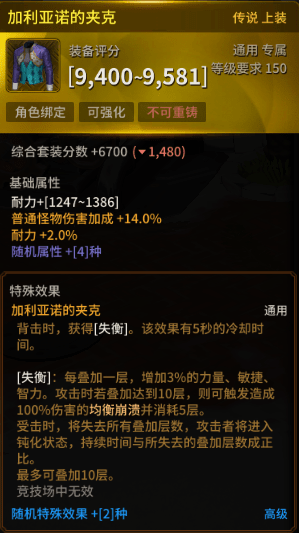 加利亚诺的夹克
传说 上装
装备评分
[9,400~9,581]
通用 专属
等级要求 150
角色绑定
可强化
不可重铸
综合套装分数 +6700 (▼1,480)
基础属性
耐力+[1247~1386]
普通怪物伤害加成 +14.0%
耐力 +2.0%
随机属性 +[4]种
特殊效果
加利亚诺的夹克
通用
背击时，获得[失衡]。该效果有5秒的冷却时
间。
[失衡]：每叠加一层，增加3%的力量、敏捷、
智力。攻击时若叠加达到10层，则可触发造成
100%伤害的均衡崩溃并消耗5层。
受击时，将失去所有叠加层数，攻击者将进入
钝化状态，持续时间与所失去的叠加层数成正
比。
最多可叠加10层。
竞技场中无效
随机特殊效果 +[2]种
高级